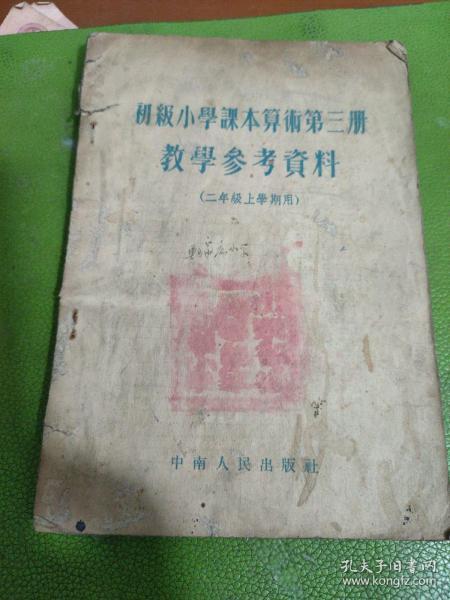 初級小學課本算術第三册
教學參考資料
(二年級上學期用)
中南人民出版社
孔夫子旧书网
www.kongfz.com